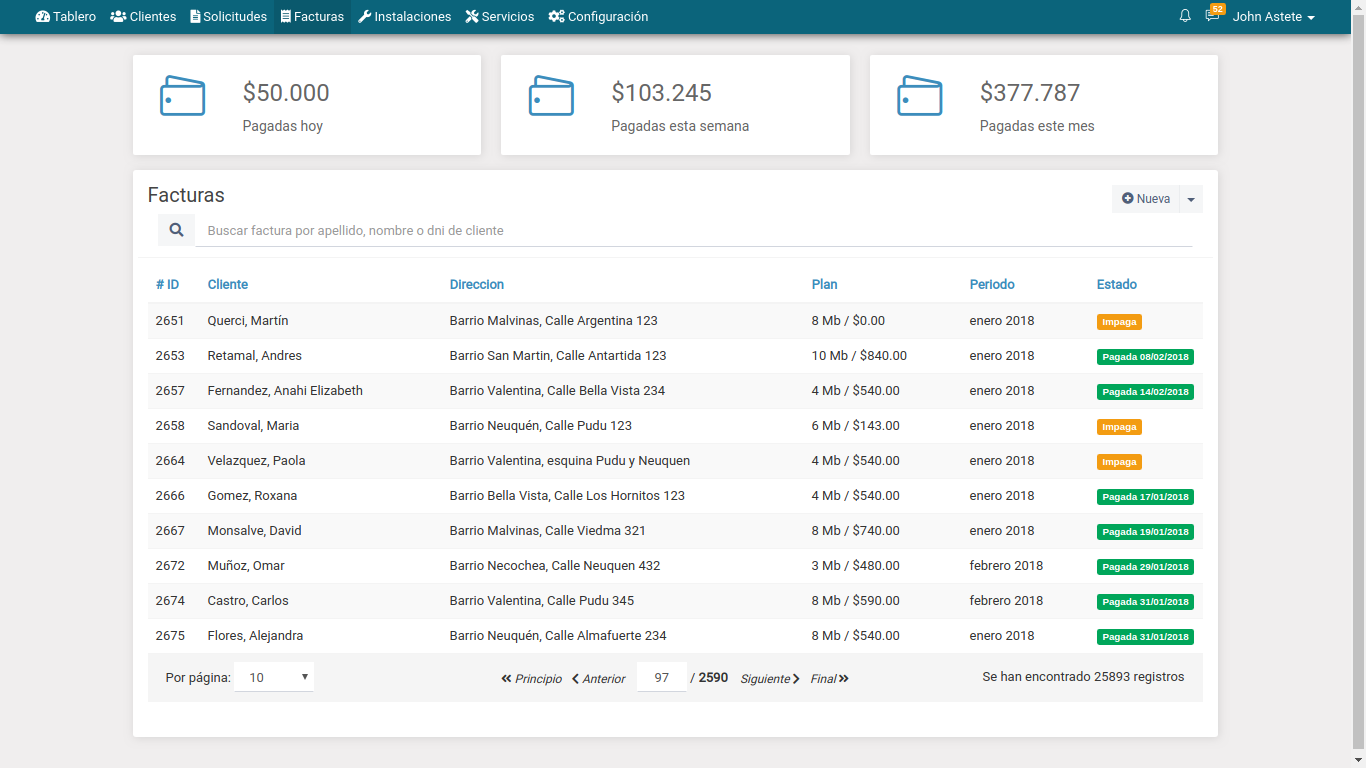 Tablero Clientes Solicitudes Facturas Instalaciones Servicios Configuración 52 John Astete
$50.000 $103.245 $377.787
Pagadas hoy Pagadas esta semana Pagadas este mes
Facturas Nueva
Buscar factura por apellido, nombre o dni de cliente
# ID Cliente Direccion Plan Periodo Estado
2651 Querci, Martín Barrio Malvinas, Calle Argentina 123 8 Mb / $0.00 enero 2018 Impaga
2653 Retamal, Andres Barrio San Martin, Calle Antartida 123 10 Mb / $840.00 enero 2018 Pagada 08/02/2018
2657 Fernandez, Anahi Elizabeth Barrio Valentina, Calle Bella Vista 234 4 Mb / $540.00 enero 2018 Pagada 14/02/2018
2658 Sandoval, Maria Barrio Neuquén, Calle Pudu 123 6 Mb / $143.00 enero 2018 Impaga
2664 Velazquez, Paola Barrio Valentina, esquina Pudu y Neuquen 4 Mb / $540.00 enero 2018 Impaga
2666 Gomez, Roxana Barrio Bella Vista, Calle Los Hornitos 123 4 Mb / $540.00 enero 2018 Pagada 17/01/2018
2667 Monsalve, David Barrio Malvinas, Calle Viedma 321 8 Mb / $740.00 enero 2018 Pagada 19/01/2018
2672 Muñoz, Omar Barrio Necochea, Calle Neuquen 432 3 Mb / $480.00 febrero 2018 Pagada 29/01/2018
2674 Castro, Carlos Barrio Valentina, Calle Pudu 345 8 Mb / $590.00 febrero 2018 Pagada 31/01/2018
2675 Flores, Alejandra Barrio Neuquén, Calle Almafuerte 234 8 Mb / $540.00 enero 2018 Pagada 31/01/2018
Por página: 10 Principio Anterior 97 / 2590 Siguiente Final Se han encontrado 25893 registros